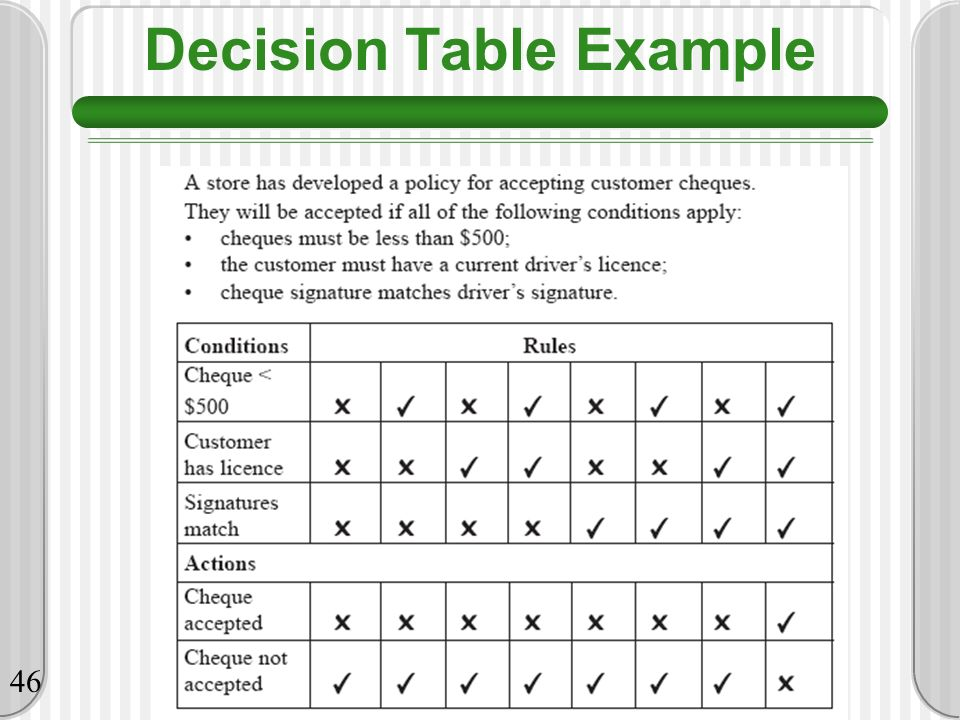 Decision Table Example
A store has developed a policy for accepting customer cheques.
They will be accepted if all of the following conditions apply:
• cheques must be less than $500;
• the customer must have a current driver's licence;
• cheque signature matches driver's signature.
Conditions Rules
Cheque <
$500 x ✓ x ✓ x ✓ x ✓
Customer
has licence x x ✓ ✓ x x ✓ ✓
Signatures
match x x x x ✓ ✓ ✓ ✓
Actions
Cheque
accepted x x x x x x x ✓
Cheque not
accepted ✓ ✓ ✓ ✓ ✓ ✓ ✓ x
46